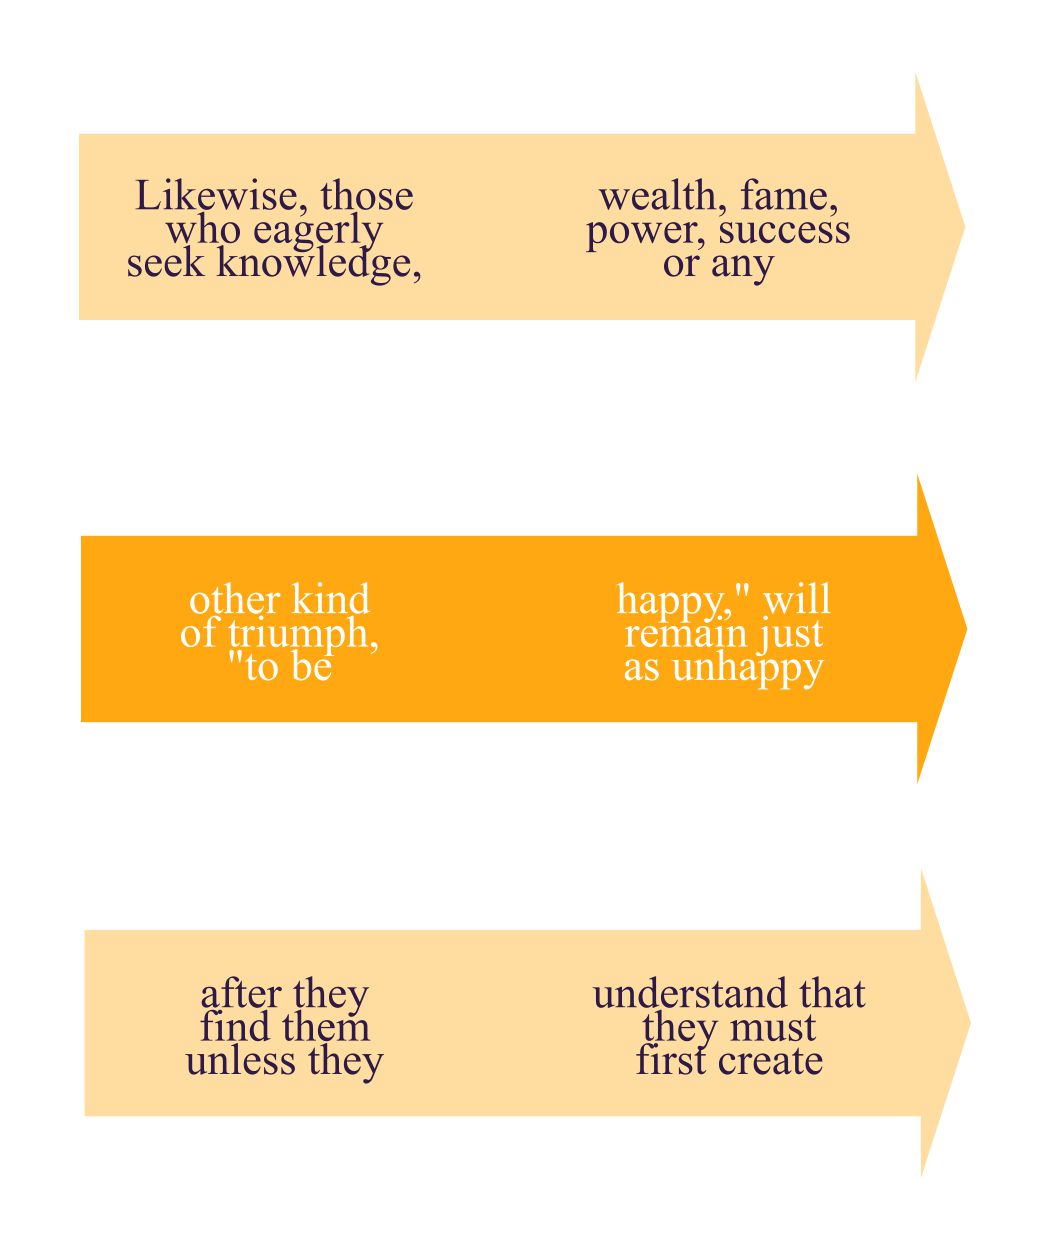 Likewise, those
who eagerly
seek knowledge,
wealth, fame,
power, success
or any
other kind
of triumph,
"to be
happy," will
remain just
as unhappy
after they
find them
unless they
understand that
they must
first create